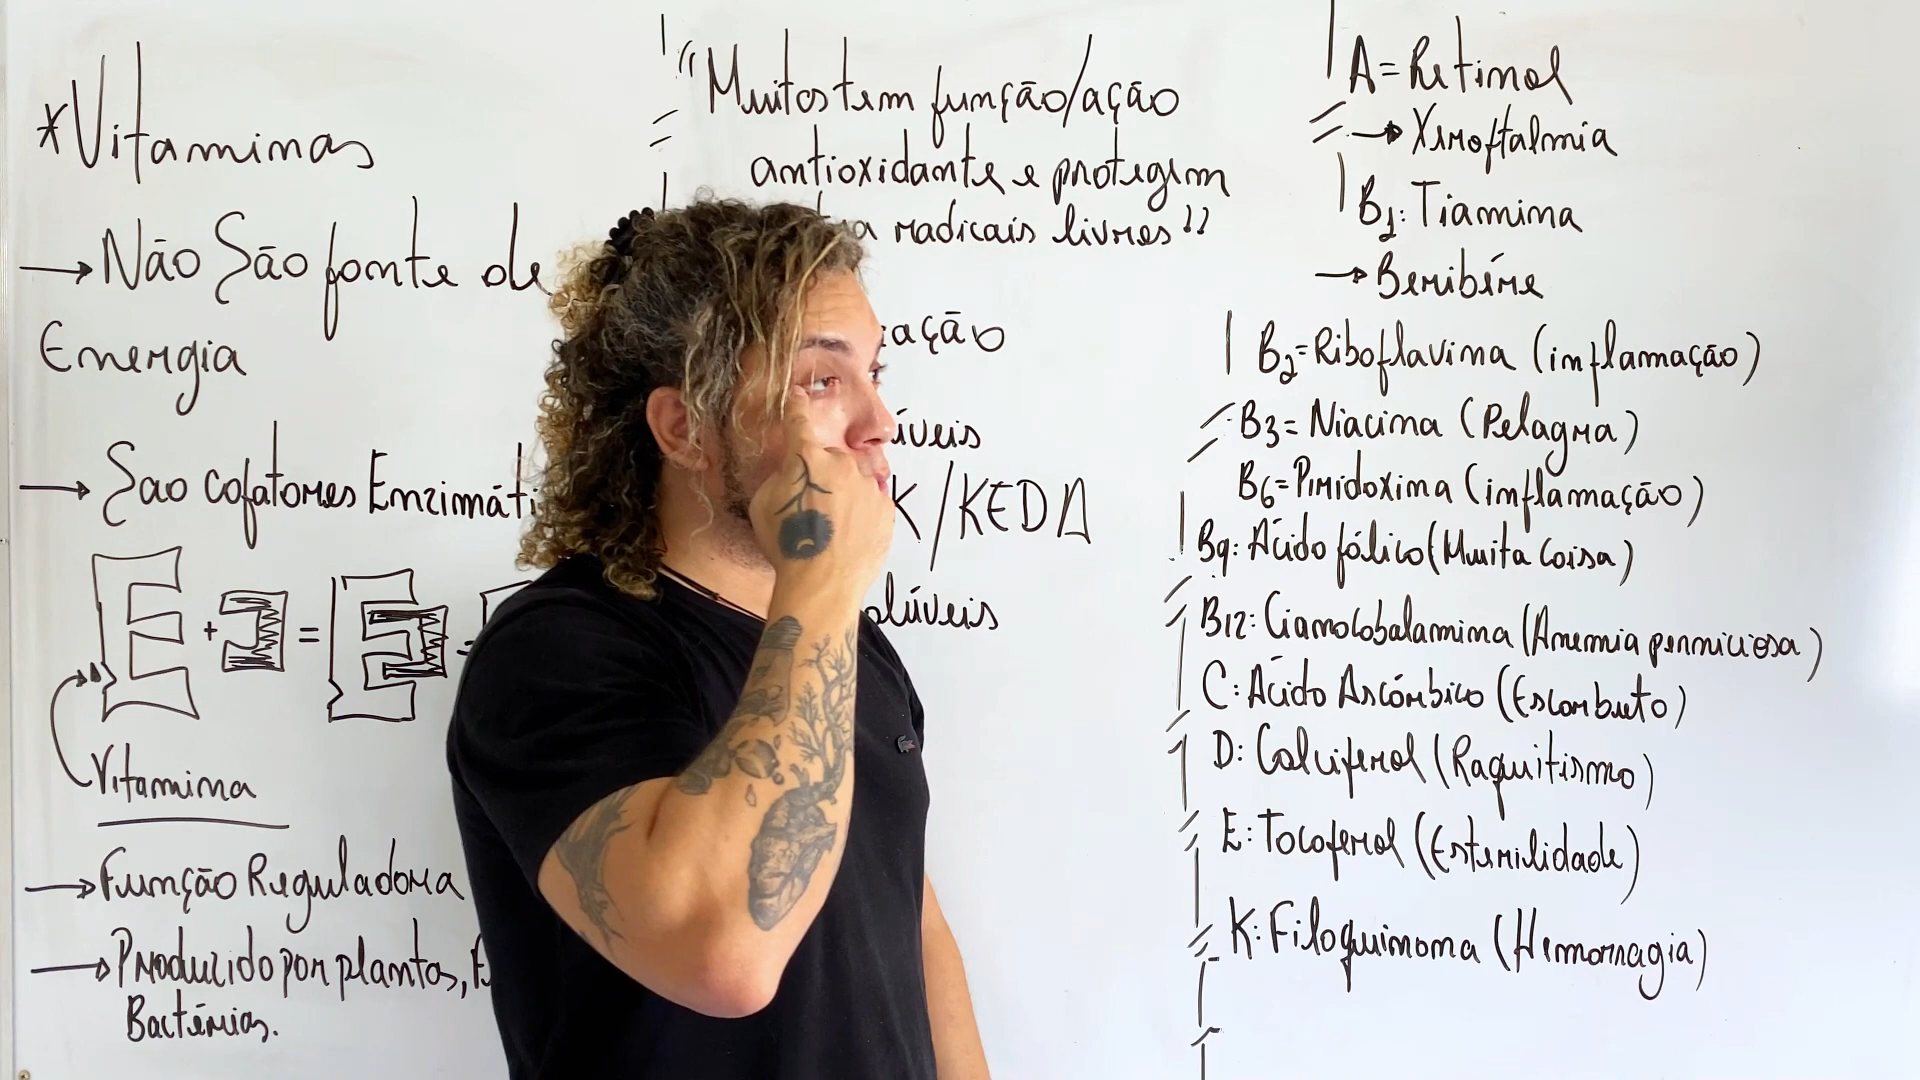 *Vitaminas
→ Não São fonte de
Energia
→ Sao cofatores Enzimáti
E + = E =
Vitamina
→ Função Reguladora
→ Produzido por plantas,
Bactérias.
"Muitos tem função/ação
antioxidante e protegem
a radicais livres"
ação
íveis
K/KEDA
olúveis
A= Retinol
→ Xeroftalmia
B1: Tiamina
→ Beribére
B2= Riboflavina (inflamação)
B3= Niacina (Pelagra)
B6= Piridoxina (inflamação)
B9: Ácido fólico (Muita Coisa)
B12: Cianocobalamina (Anemia perniciosa)
C: Ácido Ascórbico (Escorbuto)
D: Calciferol (Raquitismo)
E: Tocoferol (Esterilidade)
K: Filoquinona (Hemorragia)